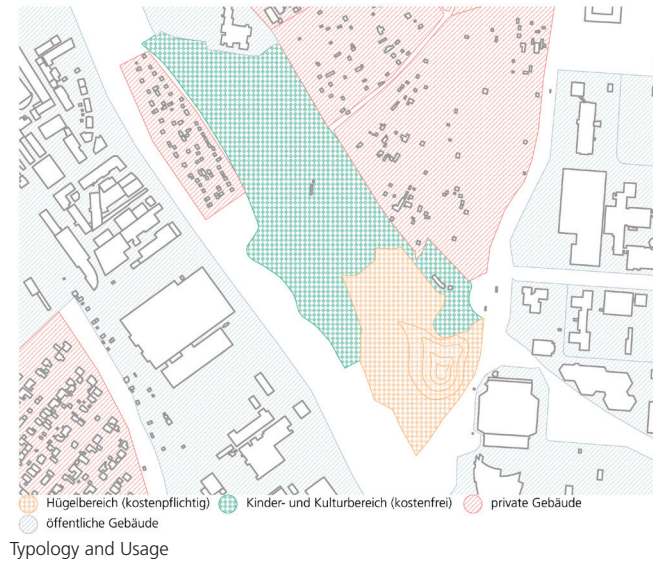 Hügelbereich (kostenpflichtig) Kinder- und Kulturbereich (kostenfrei) private Gebäude
öffentliche Gebäude
Typology and Usage